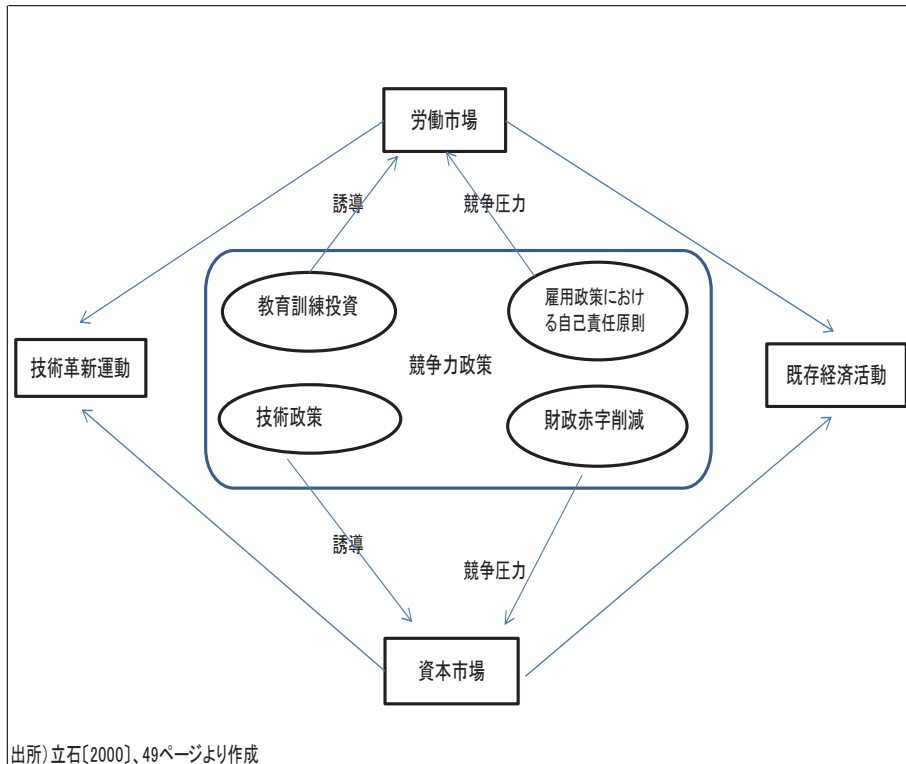 労働市場
誘導
競争圧力
教育訓練投資
雇用政策におけ
る自己責任原則
技術革新運動
競争力政策
既存経済活動
技術政策
財政赤字削減
誘導
競争圧力
資本市場
出所)立石〔2000〕、49ページより作成